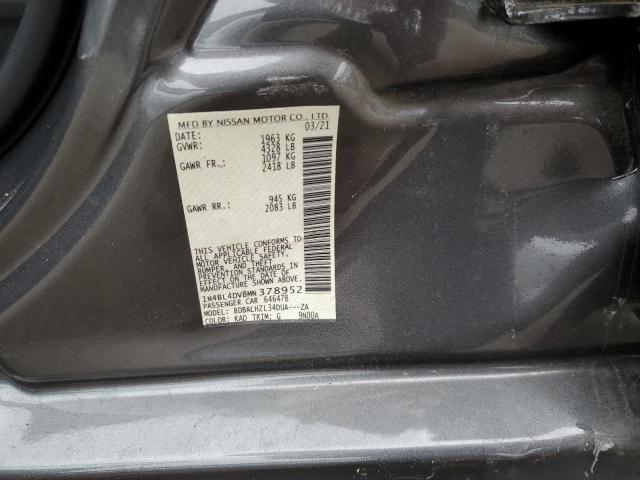 MFD BY NISSAN MOTOR CO., LTD.
DATE: 03/21
GVWR: 1963 KG
4328 LB
GAWR FR.: 1097 KG
2418 LB
GAWR RR.: 945 KG
2083 LB
THIS VEHICLE CONFORMS TO
ALL APPLICABLE FEDERAL
MOTOR VEHICLE SAFETY,
BUMPER, AND THEFT
PREVENTION STANDARDS IN
EFFECT ON THE DATE OF
MANUFACTURE SHOWN ABOVE.
1N4BL4DV8MN378952
PASSENGER CAR 646478
MODEL: BDBALHZL34DUA---ZA
COLOR: KAD TRIM: G 9N00A